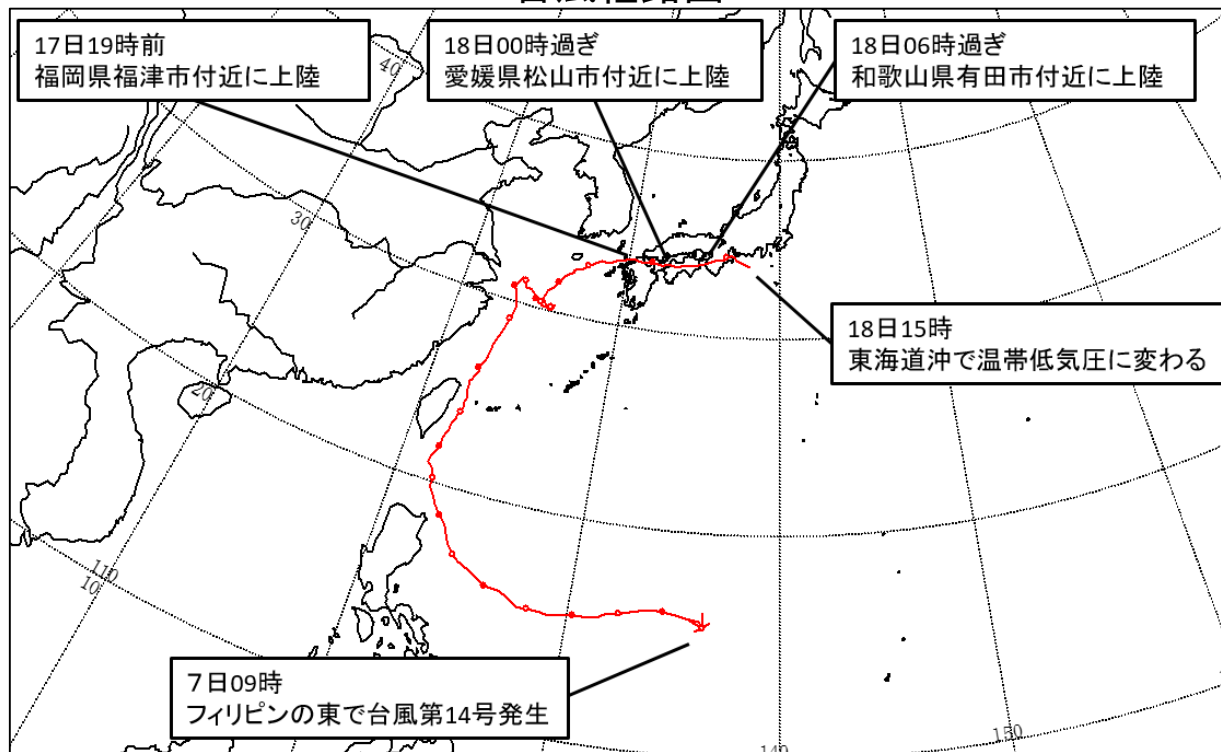 17日19時前
福岡県福津市付近に上陸
18日00時過ぎ
愛媛県松山市付近に上陸
18日06時過ぎ
和歌山県有田市付近に上陸
40
30
20
18日15時
東海道沖で温帯低気圧に変わる
110
10
7日09時
フィリピンの東で台風第14号発生
140
150